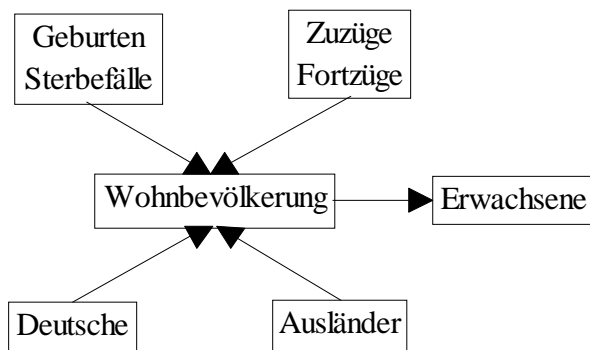 Geburten
Sterbefälle
Zuzüge
Fortzüge
Wohnbevölkerung
Erwachsene
Deutsche
Ausländer